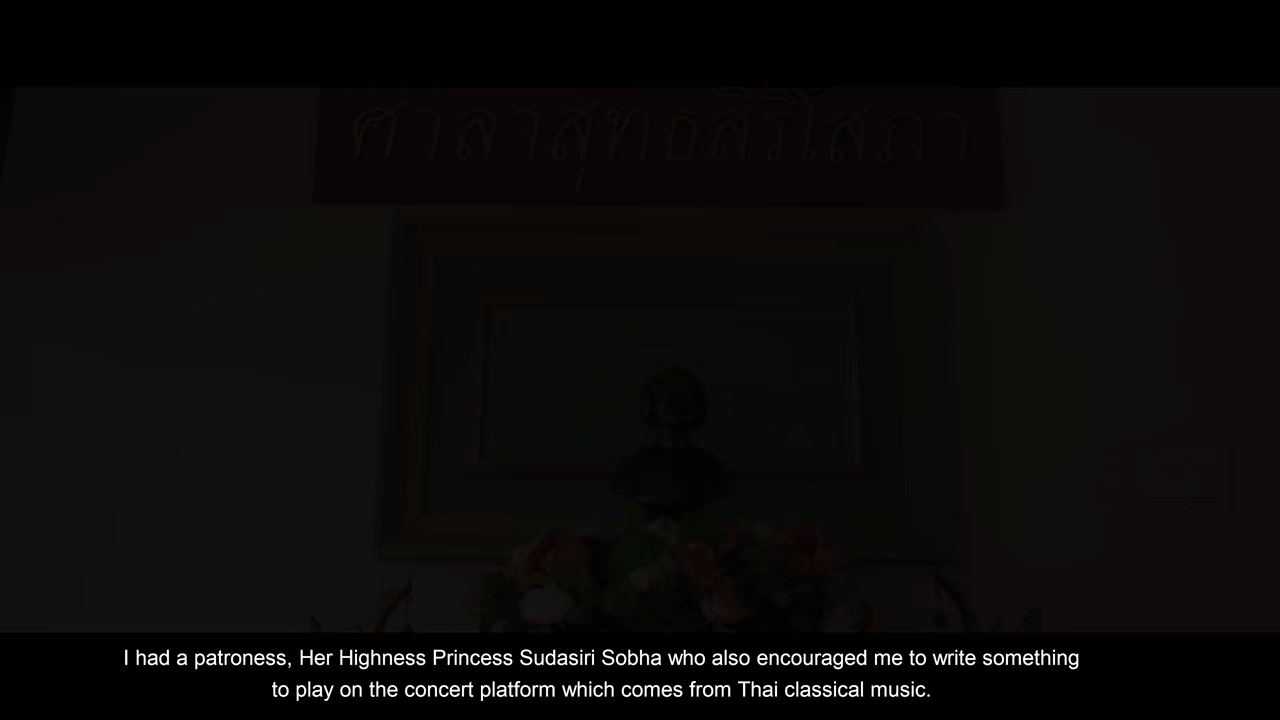 ศาลาสุทธสิริโสภา
I had a patroness, Her Highness Princess Sudasiri Sobha who also encouraged me to write something
to play on the concert platform which comes from Thai classical music.